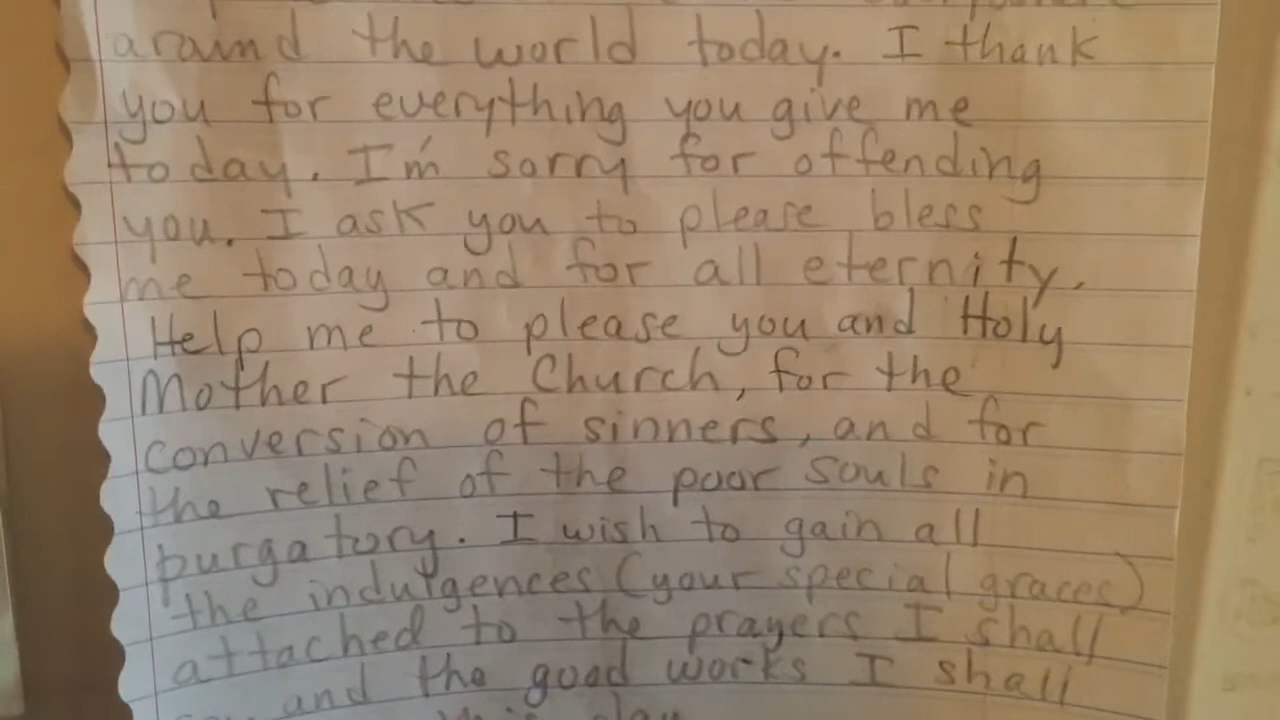 around the world today. I thank
you for everything you give me
today. I'm sorry for offending
you. I ask you to please bless
me today and for all eternity.
Help me to please you and Holy
Mother the Church, for the
conversion of sinners, and for
the relief of the poor souls in
purgatory. I wish to gain all
the indulgences (your special graces)
attached to the prayers I shall
and the good works I shall
day